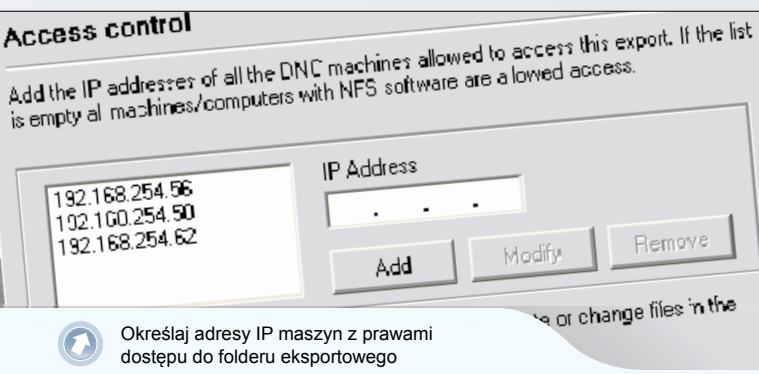 Access control
Add the IP addresses of all the DNC machines allowed to access this export. If the list
is empty all machines/computers with NFS software are allowed access.
IP Address
192.168.254.56
192.168.254.50
192.168.254.62
. . .
Add
Modify
Remove
or change files in the
Określaj adresy IP maszyn z prawami
dostępu do folderu eksportowego